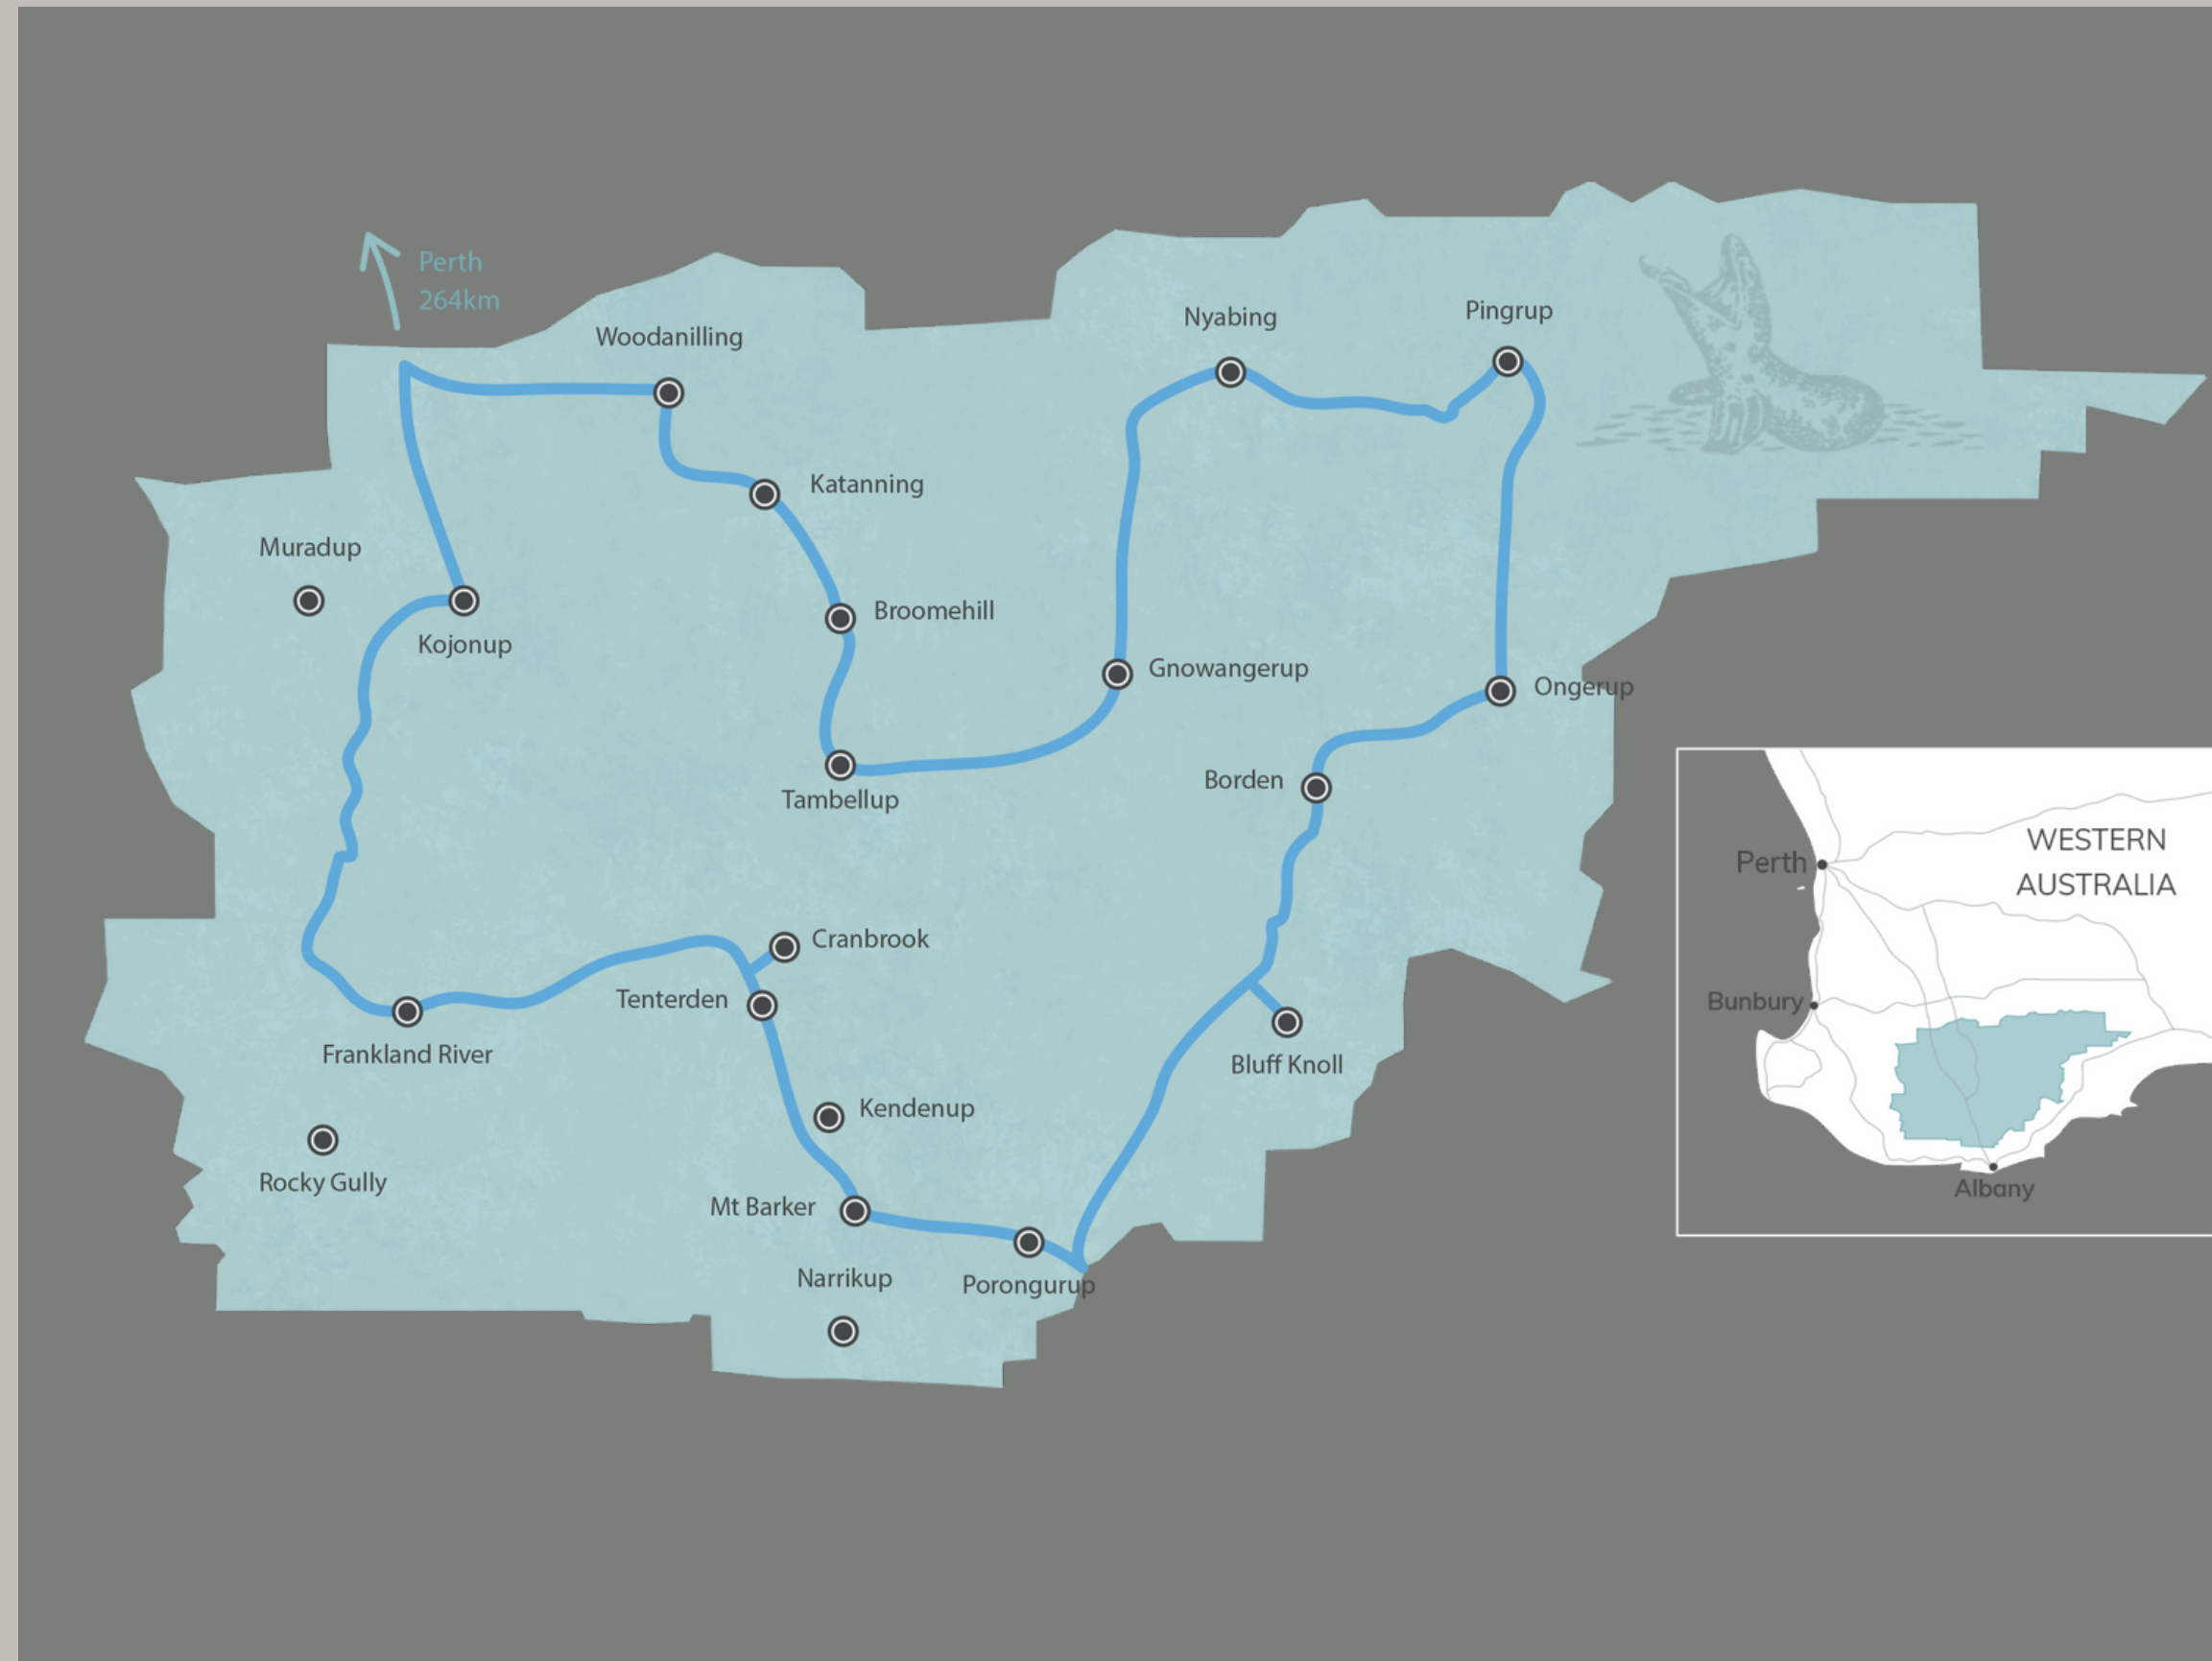 Perth
264km
Woodanilling
Nyabing
Pingrup
Katanning
Muradup
Broomehill
Kojonup
Gnowangerup
Ongerup
Tambellup
Borden
Cranbrook
Tenterden
Frankland River
Bluff Knoll
Kendenup
Rocky Gully
Mt Barker
Narrikup
Porongurup
WESTERN
AUSTRALIA
Perth
Bunbury
Albany